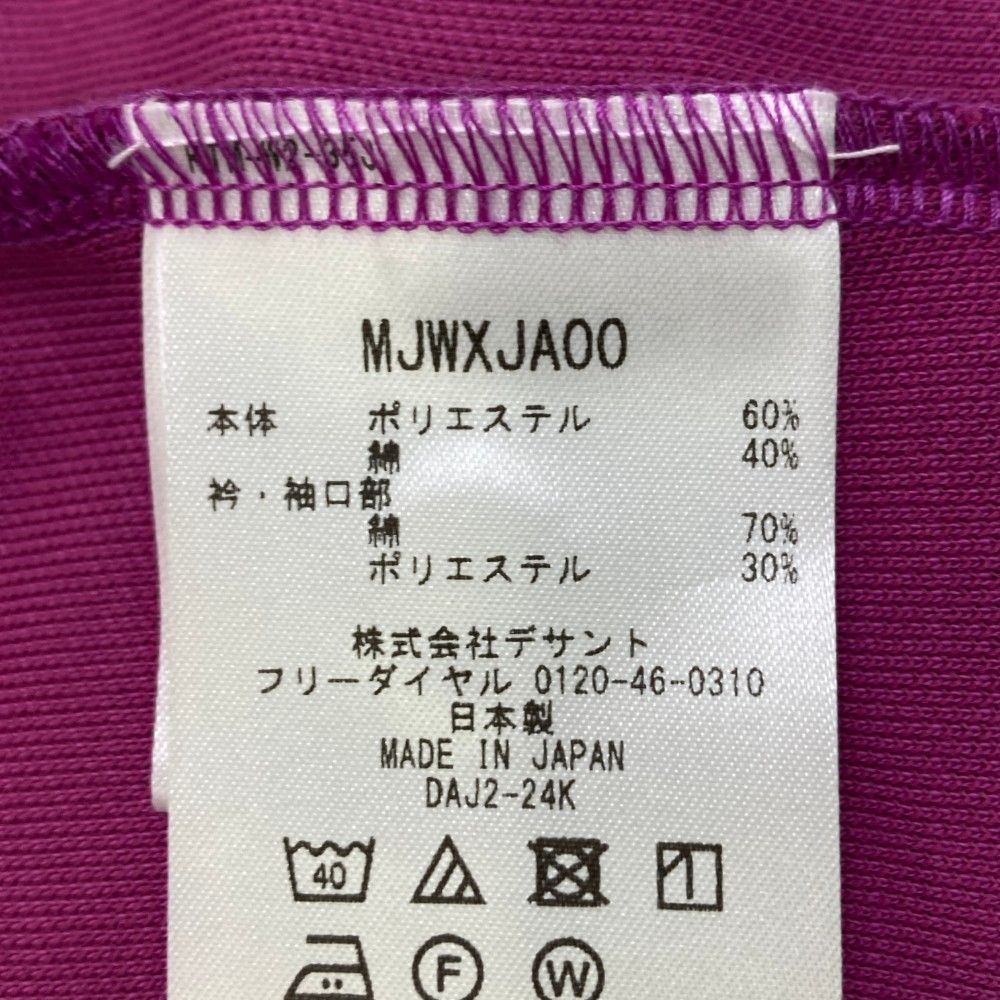 MJWXJA00
本体 ポリエステル 60%
綿 40%
衿・袖口部
綿 70%
ポリエステル 30%
株式会社デサント
フリーダイヤル 0120-46-0310
日本製
MADE IN JAPAN
DAJ2-24K
40
F W